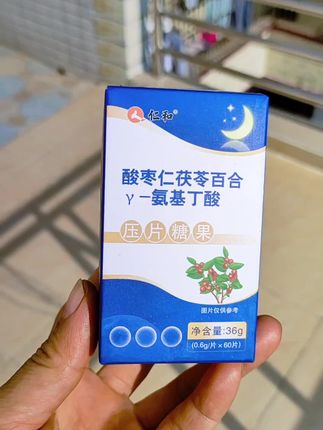 仁和®
酸枣仁茯苓百合
γ-氨基丁酸
压片糖果
图片仅供参考
净含量:36g
(0.6g/片×60片)